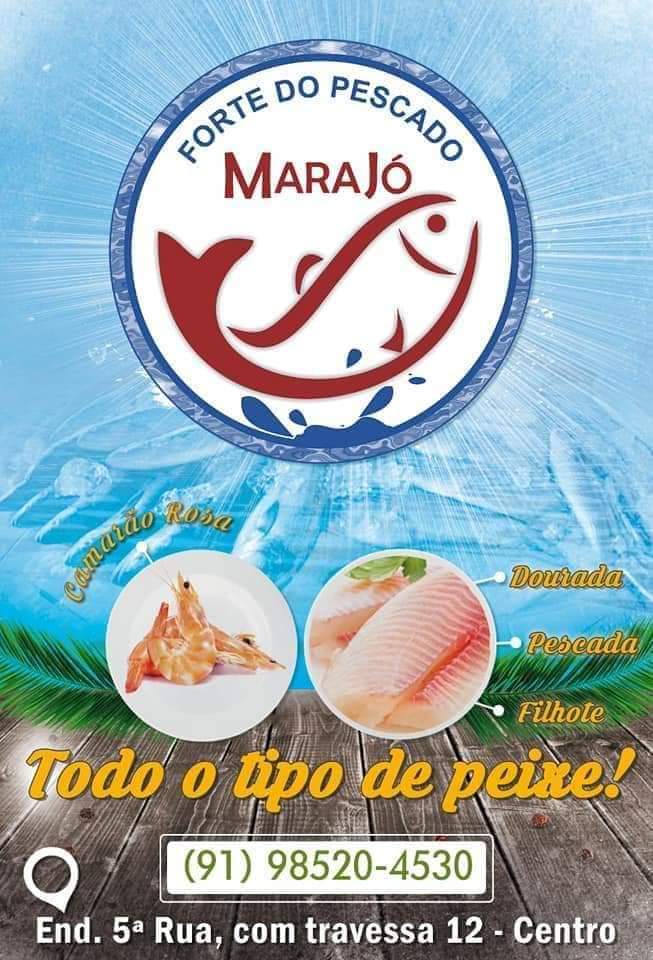 FORTE DO PESCADO
MARAJÓ
Camarão Rosa
Dourada
Pescada
Filhote
Todo o tipo de peixe!
(91) 98520-4530
End. 5ª Rua, com travessa 12 - Centro